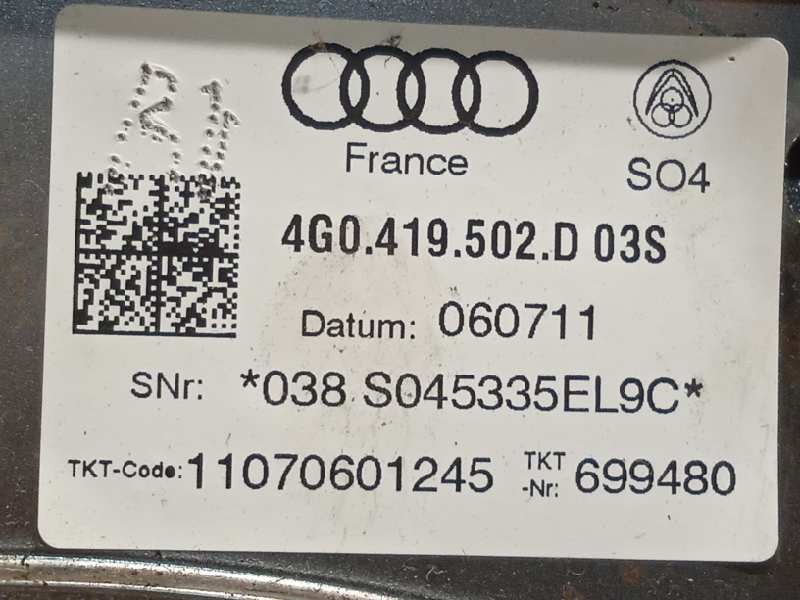 21
France
SO4
4G0.419.502.D 03S
Datum: 060711
SNr: *038 S045335EL9C*
TKT-Code: 11070601245 TKT-Nr: 699480